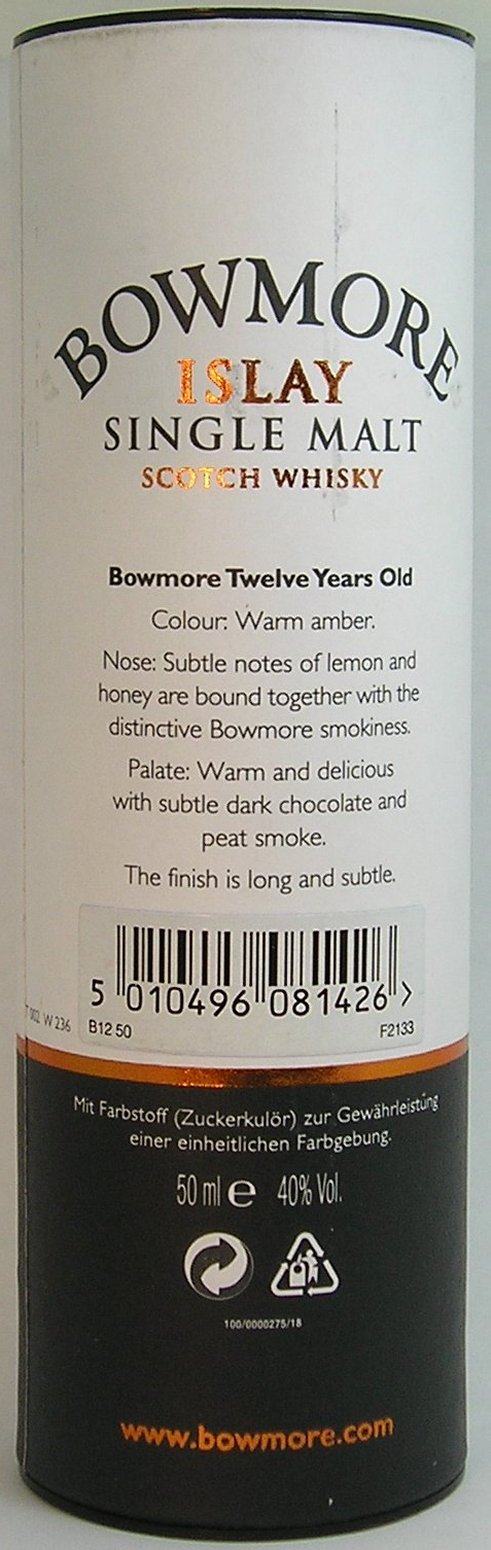 BOWMORE
ISLAY
SINGLE MALT
SCOTCH WHISKY
Bowmore Twelve Years Old
Colour: Warm amber.
Nose: Subtle notes of lemon and
honey are bound together with the
distinctive Bowmore smokiness.
Palate: Warm and delicious
with subtle dark chocolate and
peat smoke.
The finish is long and subtle.
5 010496 081426 >
B12 50 F2133
002 W 236
Mit Farbstoff (Zuckerkulör) zur Gewährleistung
einer einheitlichen Farbgebung.
50 ml e 40% Vol.
100/0000275/18
www.bowmore.com